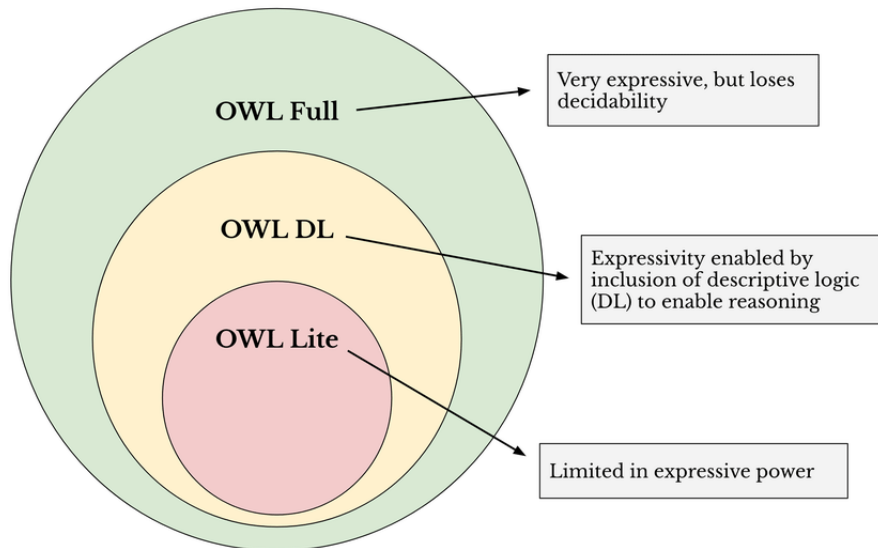 OWL Full
Very expressive, but loses
decidability
OWL DL
Expressivity enabled by
inclusion of descriptive logic
(DL) to enable reasoning
OWL Lite
Limited in expressive power